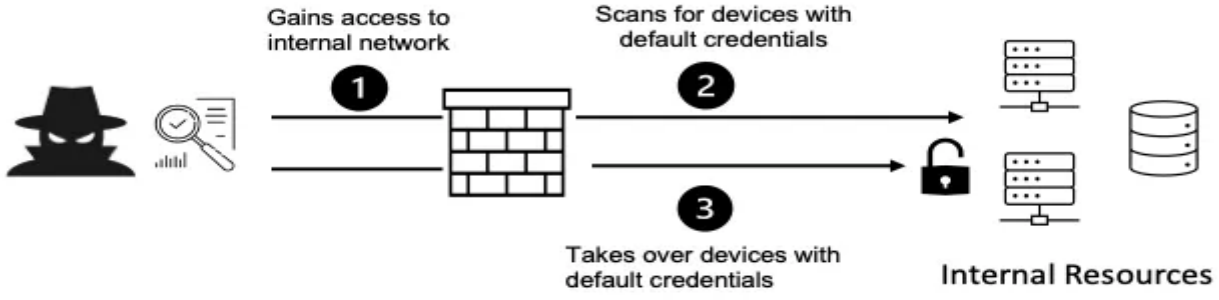 Gains access to
internal network
1
Scans for devices with
default credentials
2
3
Takes over devices with
default credentials
Internal Resources